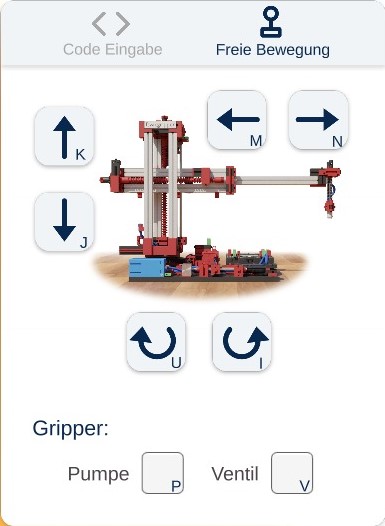 Code Eingabe
Freie Bewegung
M
N
K
J
U
I
Gripper:
Pumpe P Ventil V